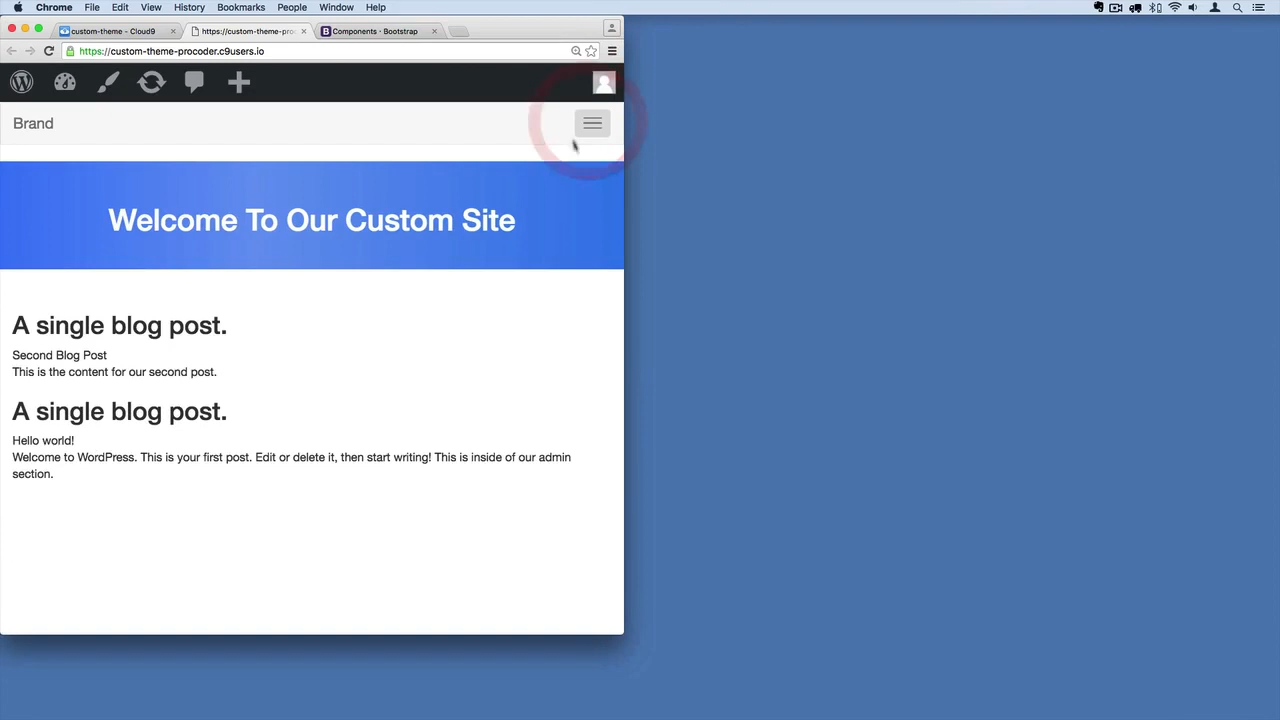 Chrome File Edit View History Bookmarks People Window Help
custom-theme - Cloud9 https://custom-theme-pro Components · Bootstrap
https://custom-theme-procoder.c9users.io
Brand
Welcome To Our Custom Site
A single blog post.
Second Blog Post
This is the content for our second post.
A single blog post.
Hello world!
Welcome to WordPress. This is your first post. Edit or delete it, then start writing! This is inside of our admin
section.